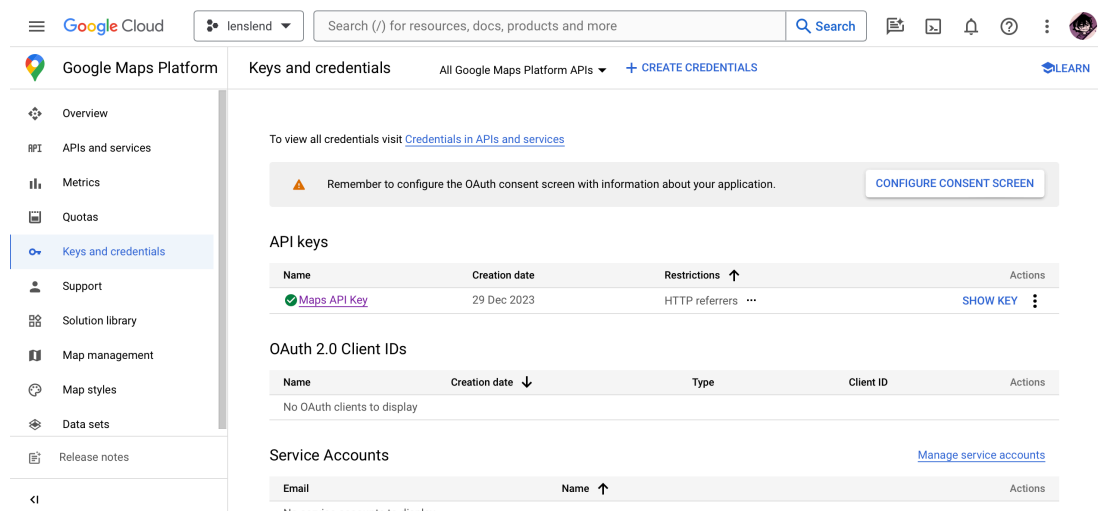 Google Cloud
lenslend
Search (/) for resources, docs, products and more
Search
Google Maps Platform
Keys and credentials
All Google Maps Platform APIs
+ CREATE CREDENTIALS
LEARN
Overview
API APIs and services
Metrics
Quotas
Keys and credentials
Support
Solution library
Map management
Map styles
Data sets
Release notes
To view all credentials visit Credentials in APIs and services
Remember to configure the OAuth consent screen with information about your application.
CONFIGURE CONSENT SCREEN
API keys
Name Creation date Restrictions Actions
Maps API Key 29 Dec 2023 HTTP referrers ... SHOW KEY
OAuth 2.0 Client IDs
Name Creation date Type Client ID Actions
No OAuth clients to display
Service Accounts
Manage service accounts
Email Name Actions